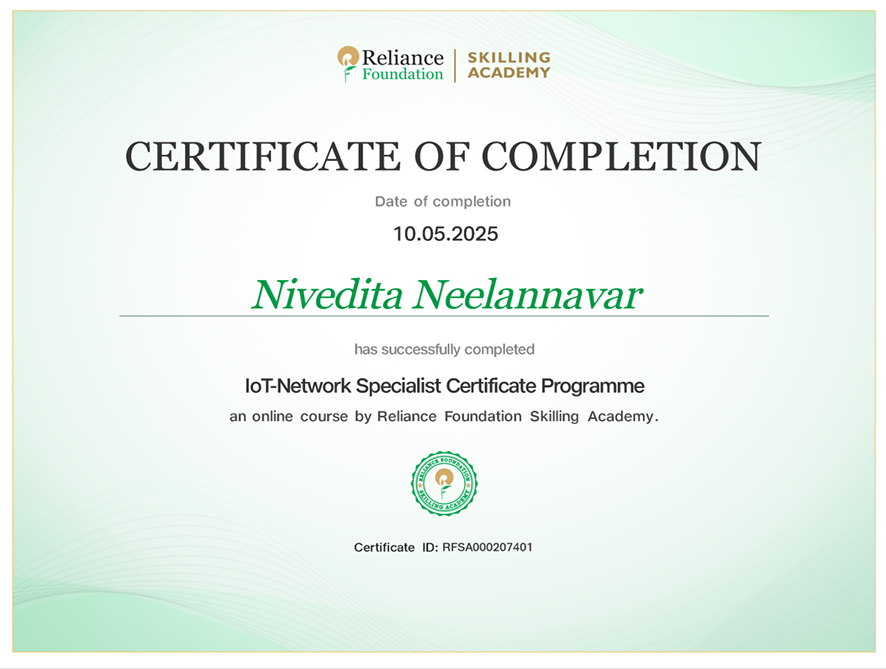 Reliance Foundation | SKILLING ACADEMY
CERTIFICATE OF COMPLETION
Date of completion
10.05.2025
Nivedita Neelannavar
has successfully completed
IoT-Network Specialist Certificate Programme
an online course by Reliance Foundation Skilling Academy.
RELIANCE FOUNDATION
SKILLING ACADEMY
Certificate ID: RFSA000207401